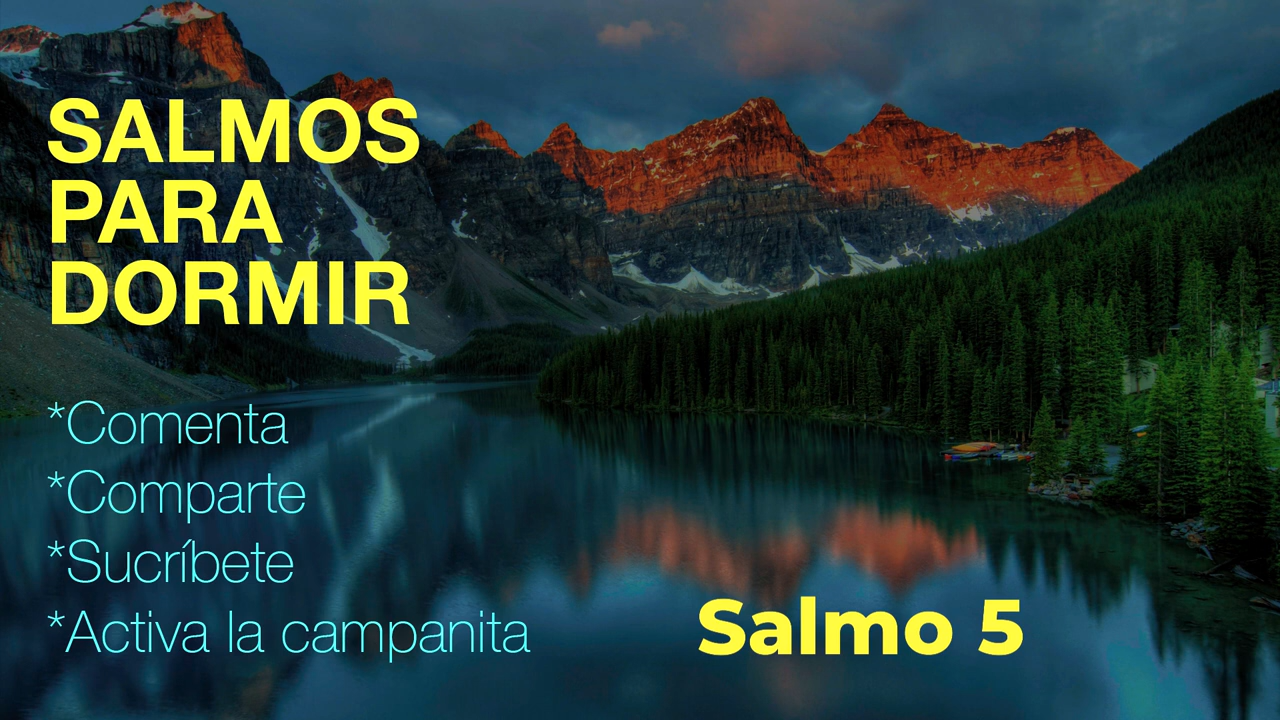 SALMOS
PARA
DORMIR
*Comenta
*Comparte
*Sucríbete
*Activa la campanita
Salmo 5